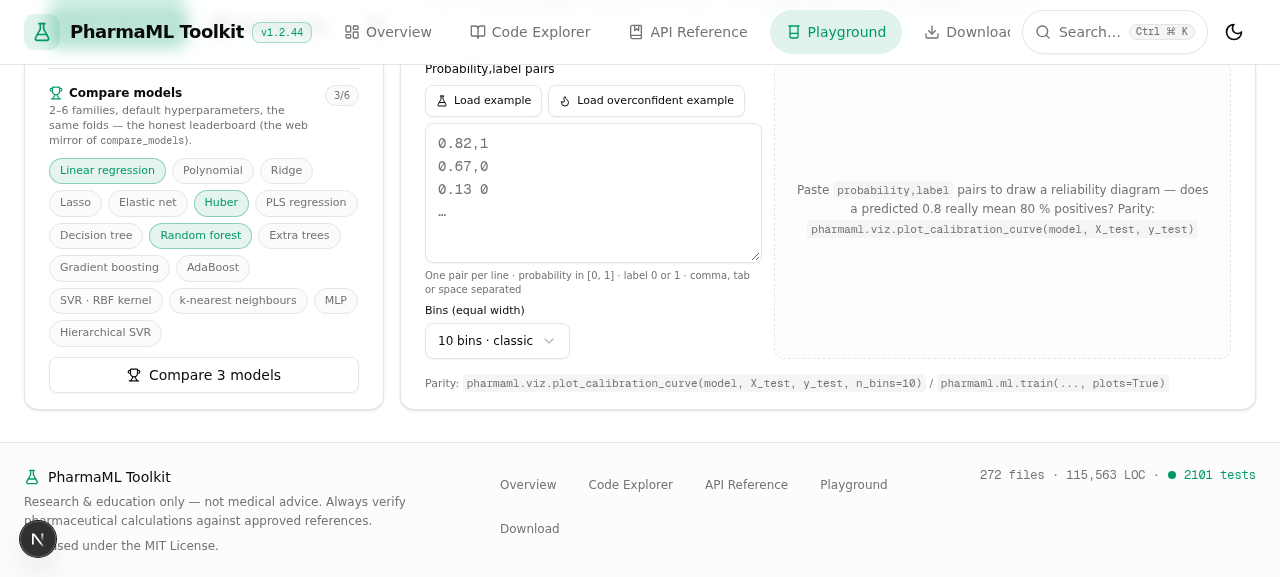 PharmaML Toolkit v1.2.44 Overview Code Explorer API Reference Playground Downloa Search... Ctrl ⌘ K
Compare models 3/6
2–6 families, default hyperparameters, the
same folds — the honest leaderboard (the web
mirror of compare_models).
Linear regression Polynomial Ridge
Lasso Elastic net Huber PLS regression
Decision tree Random forest Extra trees
Gradient boosting AdaBoost
SVR · RBF kernel k-nearest neighbours MLP
Hierarchical SVR
Compare 3 models
Probability,label pairs
Load example Load overconfident example
0.82,1
0.67,0
0.13 0
…
One pair per line · probability in [0, 1] · label 0 or 1 · comma, tab
or space separated
Bins (equal width)
10 bins · classic
Paste probability,label pairs to draw a reliability diagram — does
a predicted 0.8 really mean 80 % positives? Parity:
pharmaml.viz.plot_calibration_curve(model, X_test, y_test)
Parity: pharmaml.viz.plot_calibration_curve(model, X_test, y_test, n_bins=10) / pharmaml.ml.train(..., plots=True)
PharmaML Toolkit
Research & education only — not medical advice. Always verify
pharmaceutical calculations against approved references.
under the MIT License.
Overview Code Explorer API Reference Playground
Download
272 files · 115,563 LOC · 2101 tests
N